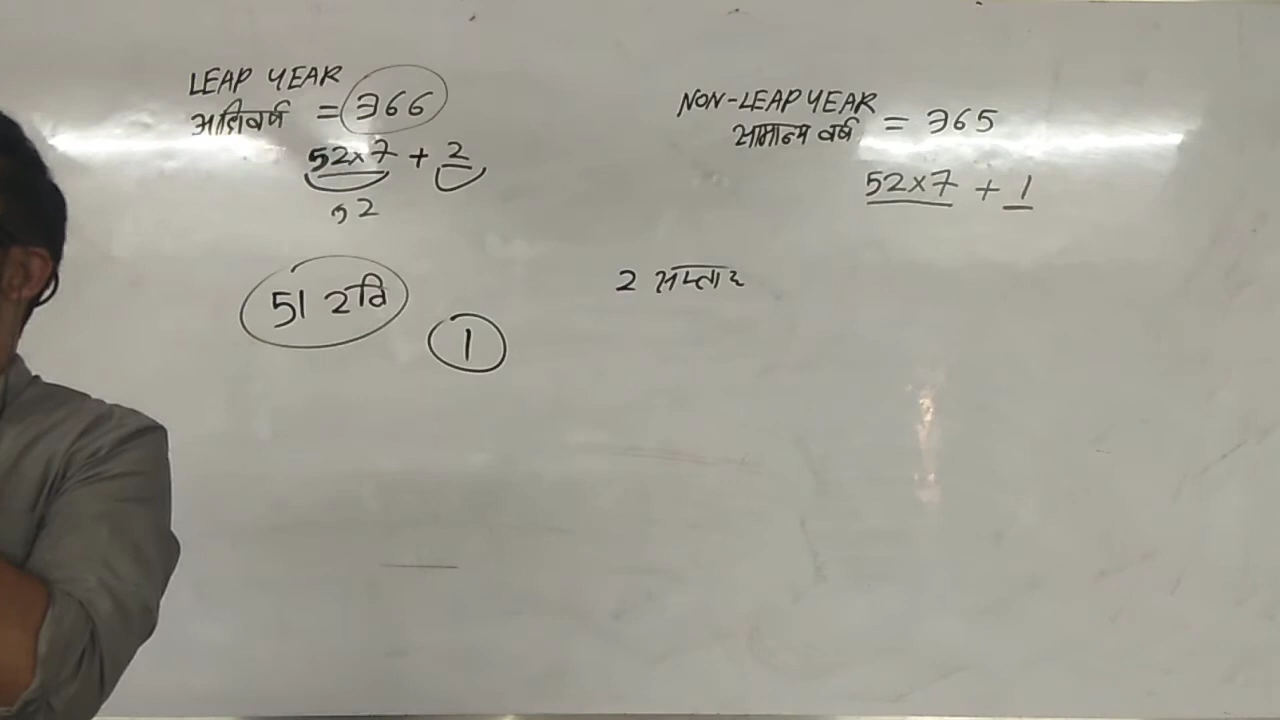 LEAP YEAR
अधिवर्ष = 366
52×7 + 2
52
51 रवि
1
NON-LEAP YEAR
सामान्य वर्ष = 365
52×7 + 1
2 सप्ताह